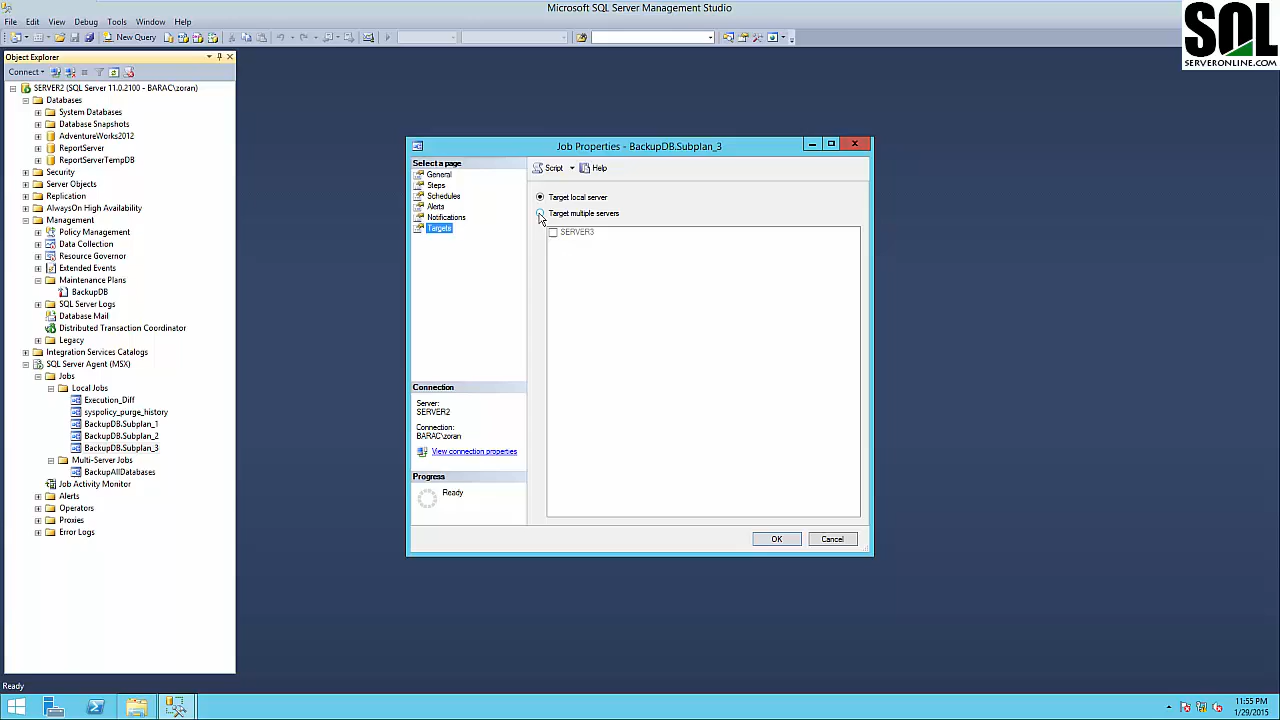 Microsoft SQL Server Management Studio
SQL
SERVERONLINE.COM
File Edit View Debug Tools Window Help
New Query
Object Explorer
Connect
SERVER2 (SQL Server 11.0.2100 - BARAC\zoran)
Databases
System Databases
Database Snapshots
AdventureWorks2012
ReportServer
ReportServerTempDB
Security
Server Objects
Replication
AlwaysOn High Availability
Management
Policy Management
Data Collection
Resource Governor
Extended Events
Maintenance Plans
BackupDB
SQL Server Logs
Database Mail
Distributed Transaction Coordinator
Legacy
Integration Services Catalogs
SQL Server Agent (MSX)
Jobs
Local Jobs
Execution_Diff
syspolicy_purge_history
BackupDB.Subplan_1
BackupDB.Subplan_2
BackupDB.Subplan_3
Multi-Server Jobs
BackupAllDatabases
Job Activity Monitor
Alerts
Operators
Proxies
Error Logs
Job Properties - BackupDB.Subplan_3
Select a page
General
Steps
Schedules
Alerts
Notifications
Targets
Connection
Server:
SERVER2
Connection:
BARAC\zoran
View connection properties
Progress
Ready
Script Help
Target local server
Target multiple servers
SERVER3
OK Cancel
Ready
11:55 PM
1/29/2015